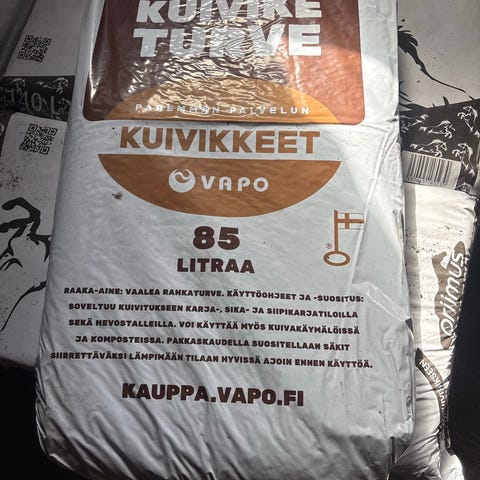 KUIVIKE
TURVE
PAREMMAN PALVELUN
KUIVIKKEET
VAPO
85
LITRAA
RAAKA-AINE: VAALEA RAHKATURVE. KÄYTTÖOHJEET JA -SUOSITUS:
SOVELTUU KUIVITUKSEEN KARJA-, SIKA- JA SIIPIKARJATILOILLA
SEKÄ HEVOSTALLEILLA. VOI KÄYTTÄÄ MYÖS KUIVAKÄYMÄLÖISSÄ
JA KOMPOSTEISSA. PAKKASKAUDELLA SUOSITELLAAN SÄKIT
SIIRRETTÄVÄKSI LÄMPIMÄÄN TILAAN HYVISSÄ AJOIN ENNEN KÄYTTÖÄ.
KAUPPA.VAPO.FI
®
priimus